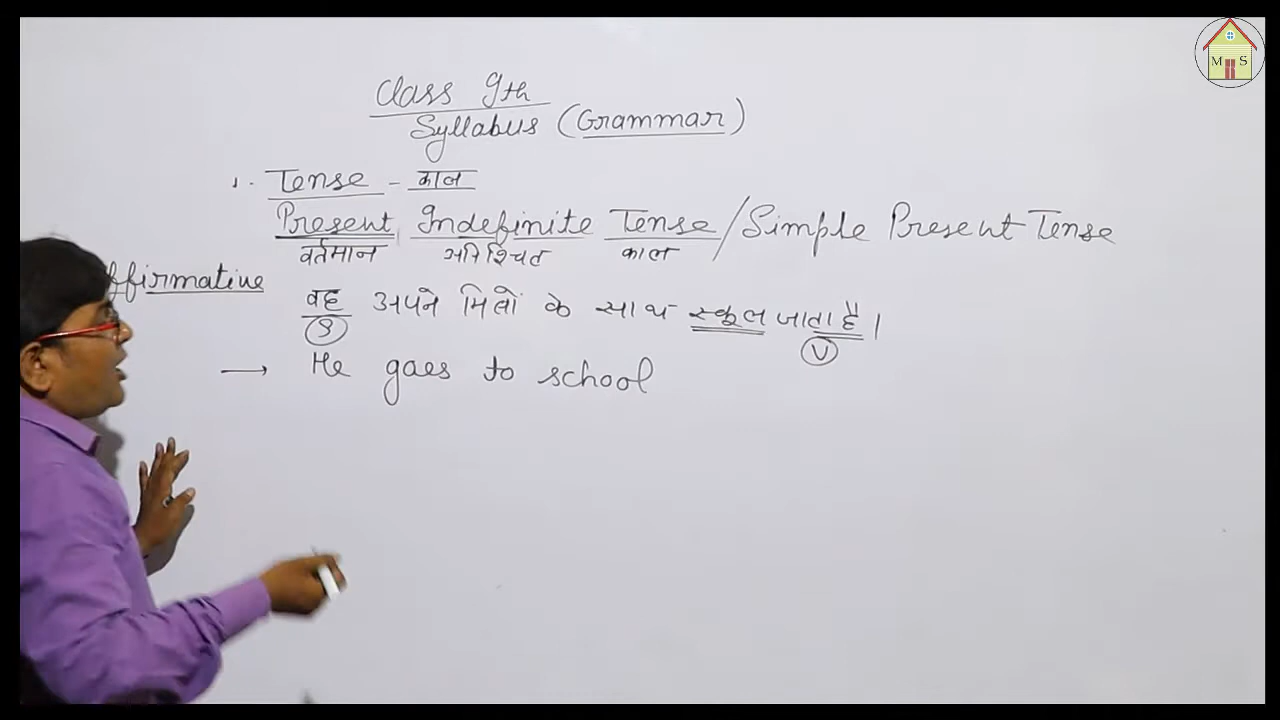 M S
Class 9th
Syllabus (Grammar)
1. Tense - काल
Present Indefinite Tense/Simple Present Tense
वर्तमान अनिश्चित काल
ffirmative
वह अपने मित्रों के साथ स्कूल जाता है।
S V
→ He goes to school